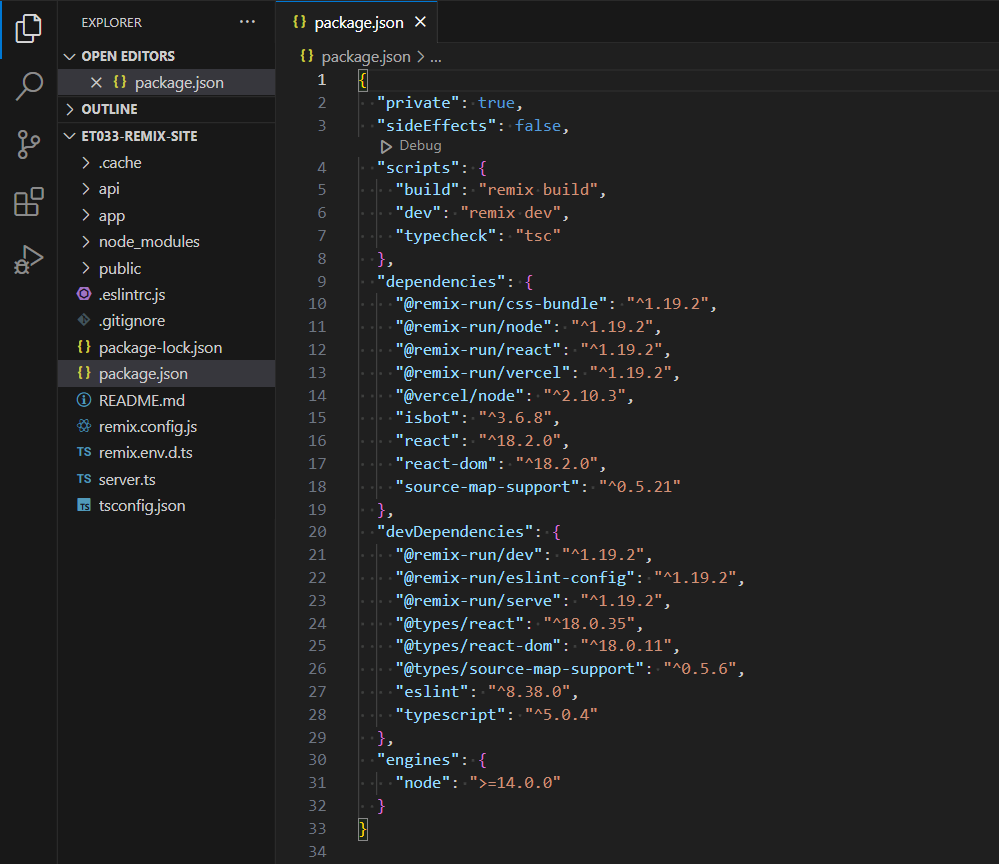 EXPLORER
···
OPEN EDITORS
{} package.json
OUTLINE
ET033-REMIX-SITE
.cache
api
app
node_modules
public
.eslintrc.js
.gitignore
{} package-lock.json
{} package.json
README.md
remix.config.js
TS remix.env.d.ts
TS server.ts
TS tsconfig.json
{} package.json
{} package.json > ...
1 {
2 "private": true,
3 "sideEffects": false,
Debug
4 "scripts": {
5 "build": "remix build",
6 "dev": "remix dev",
7 "typecheck": "tsc"
8 },
9 "dependencies": {
10 "@remix-run/css-bundle": "^1.19.2",
11 "@remix-run/node": "^1.19.2",
12 "@remix-run/react": "^1.19.2",
13 "@remix-run/vercel": "^1.19.2",
14 "@vercel/node": "^2.10.3",
15 "isbot": "^3.6.8",
16 "react": "^18.2.0",
17 "react-dom": "^18.2.0",
18 "source-map-support": "^0.5.21"
19 },
20 "devDependencies": {
21 "@remix-run/dev": "^1.19.2",
22 "@remix-run/eslint-config": "^1.19.2",
23 "@remix-run/serve": "^1.19.2",
24 "@types/react": "^18.0.35",
25 "@types/react-dom": "^18.0.11",
26 "@types/source-map-support": "^0.5.6",
27 "eslint": "^8.38.0",
28 "typescript": "^5.0.4"
29 },
30 "engines": {
31 "node": ">=14.0.0"
32 }
33 }
34